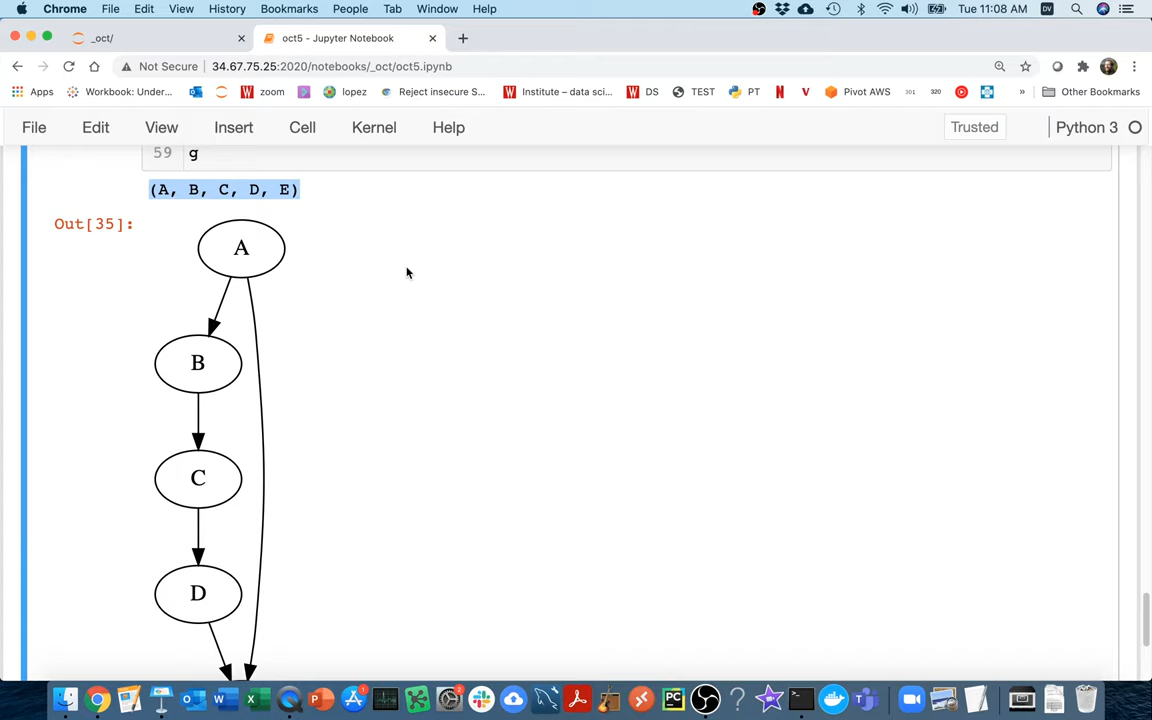 Chrome File Edit View History Bookmarks People Tab Window Help Tue 11:08 AM DV
_oct/ oct5 - Jupyter Notebook
Not Secure 34.67.75.25:2020/notebooks/_oct/oct5.ipynb
Apps Workbook: Under... zoom lopez Reject insecure S... Institute – data sci... DS TEST PT Pivot AWS 301 320 » Other Bookmarks
File Edit View Insert Cell Kernel Help Trusted Python 3
59 g
(A, B, C, D, E)
Out[35]:
A
B
C
D